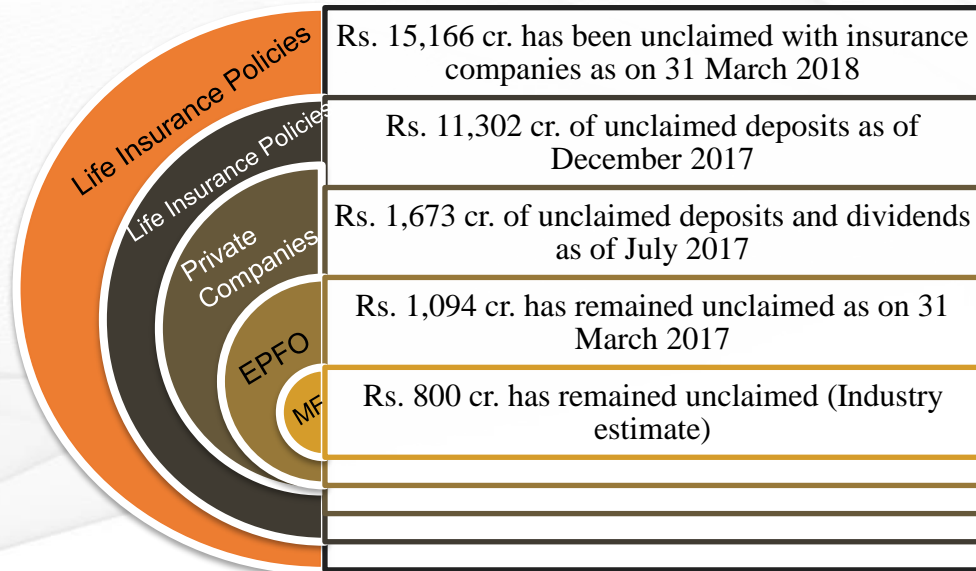 Life Insurance Policies
Rs. 15,166 cr. has been unclaimed with insurance
companies as on 31 March 2018
Life Insurance Policies
Rs. 11,302 cr. of unclaimed deposits as of
December 2017
Private
Companies
Rs. 1,673 cr. of unclaimed deposits and dividends
as of July 2017
EPFO
Rs. 1,094 cr. has remained unclaimed as on 31
March 2017
MF
Rs. 800 cr. has remained unclaimed (Industry
estimate)